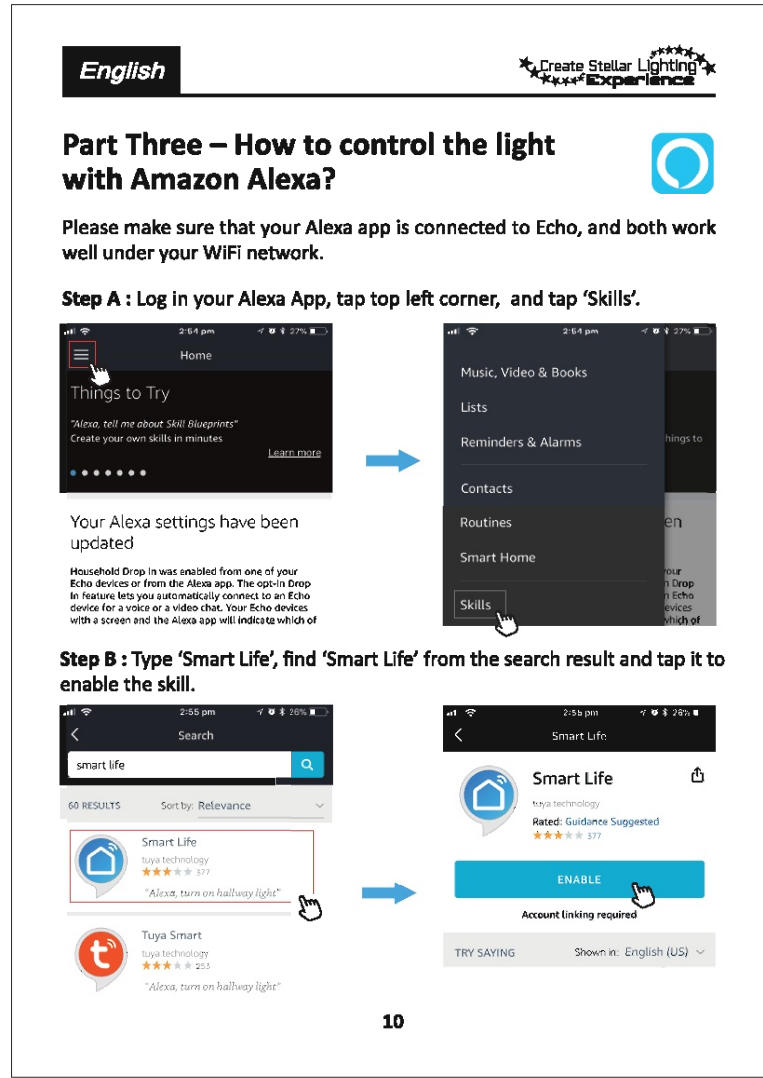 English
Create Stellar Lighting
Experience
Part Three – How to control the light
with Amazon Alexa?
Please make sure that your Alexa app is connected to Echo, and both work
well under your WiFi network.
Step A : Log in your Alexa App, tap top left corner,  and tap ‘Skills’.
2:54 pm
27%
Home
Things to Try
"Alexa, tell me about Skill Blueprints"
Create your own skills in minutes
Learn more
Your Alexa settings have been
updated
Household Drop In was enabled from one of your
Echo devices or from the Alexa app. The opt-in Drop
In feature lets you automatically connect to an Echo
device for a voice or a video chat. Your Echo devices
with a screen and the Alexa app will indicate which of
2:54 pm
27%
Music, Video & Books
Lists
Reminders & Alarms
hings to
Contacts
Routines
en
Smart Home
your
n Drop
n Echo
evices
Skills
which of
Step B : Type ‘Smart Life’, find ‘Smart Life’ from the search result and tap it to
enable the skill.
2:55 pm
26%
Search
smart life
60 RESULTS
Sort by: Relevance
Smart Life
tuya technology
377
"Alexa, turn on hallway light"
Tuya Smart
tuya technology
253
"Alexa, turn on hallway light"
2:55 pm
26%
Smart Life
Smart Life
tuya technology
Rated: Guidance Suggested
377
ENABLE
Account linking required
TRY SAYING
Shown in: English (US)
10